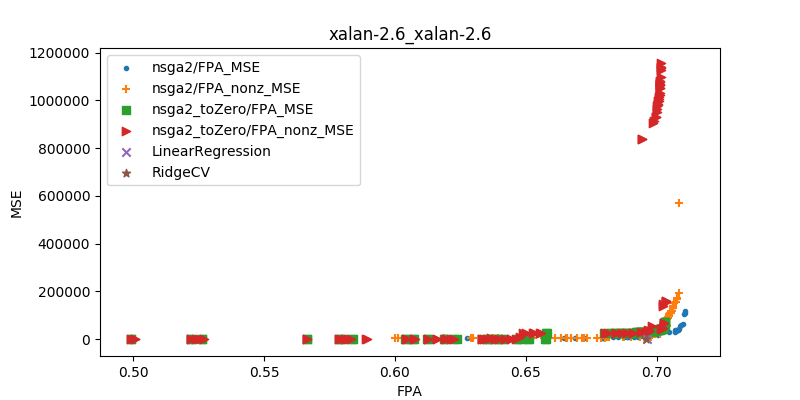 xalan-2.6_xalan-2.6
1200000
1000000
800000
600000
400000
200000
0
MSE
nsga2/FPA_MSE
nsga2/FPA_nonz_MSE
nsga2_toZero/FPA_MSE
nsga2_toZero/FPA_nonz_MSE
LinearRegression
RidgeCV
0.50 0.55 0.60 0.65 0.70
FPA